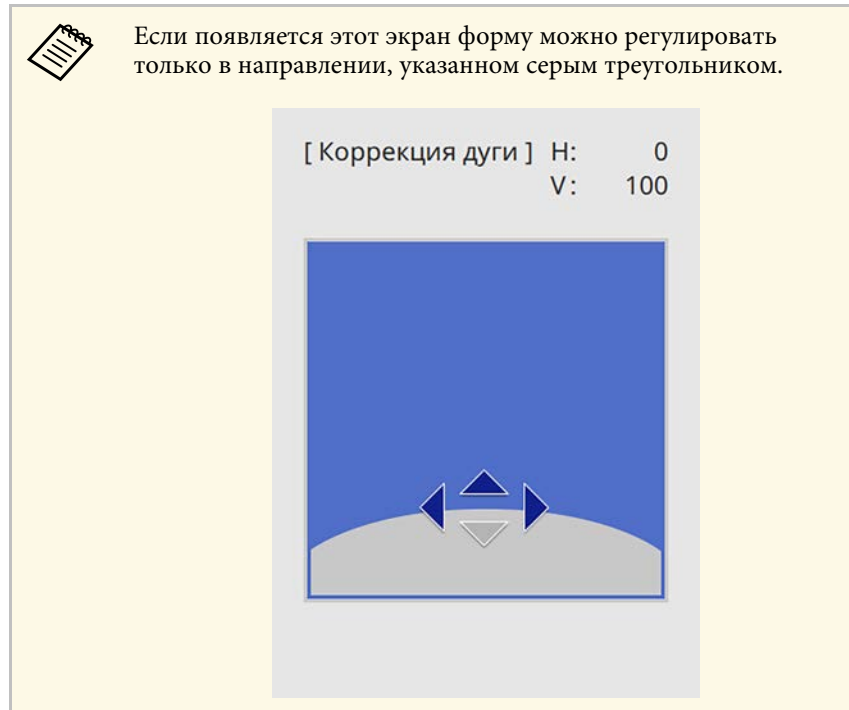 Если появляется этот экран форму можно регулировать
только в направлении, указанном серым треугольником.
[ Коррекция дуги ] H: 0
V: 100